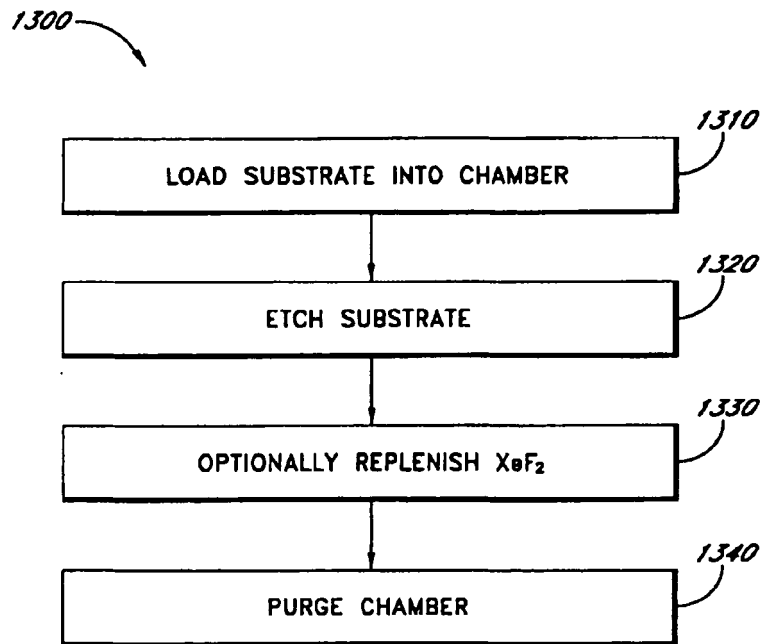 1300
1310
LOAD SUBSTRATE INTO CHAMBER
1320
ETCH SUBSTRATE
1330
OPTIONALLY REPLENISH XeF₂
1340
PURGE CHAMBER